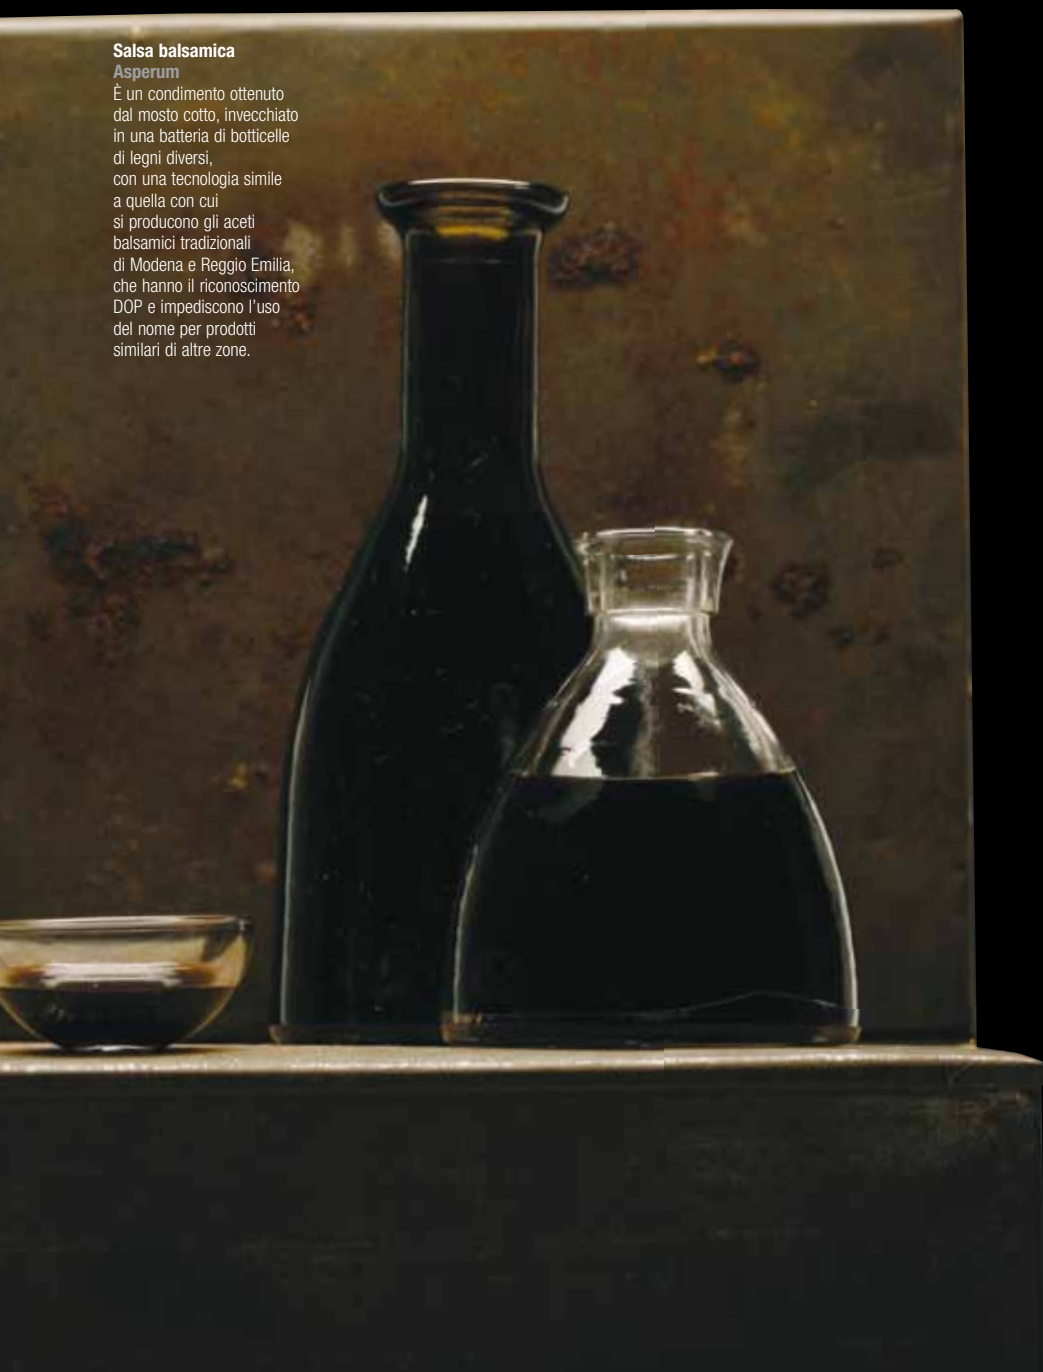 Salsa balsamica
Asperum
È un condimento ottenuto
dal mosto cotto, invecchiato
in una batteria di botticelle
di legni diversi,
con una tecnologia simile
a quella con cui
si producono gli aceti
balsamici tradizionali
di Modena e Reggio Emilia,
che hanno il riconoscimento
DOP e impediscono l’uso
del nome per prodotti
similari di altre zone.